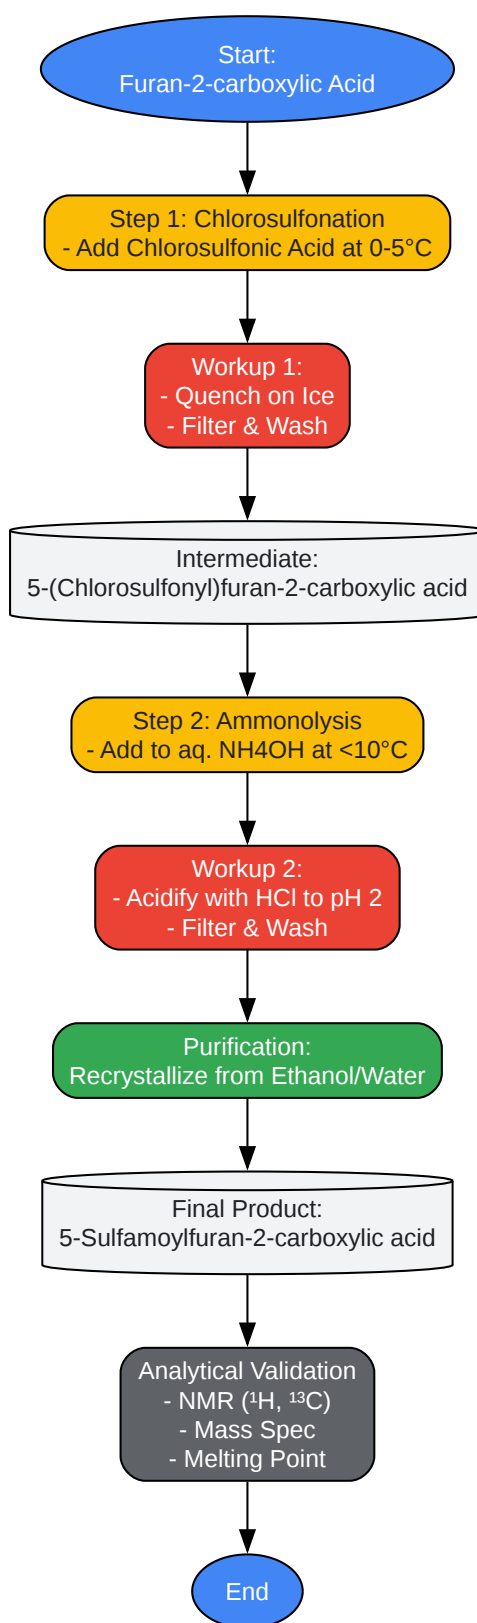 Start:
Furan-2-carboxylic Acid
Step 1: Chlorosulfonation
- Add Chlorosulfonic Acid at 0-5°C
Workup 1:
- Quench on Ice
- Filter & Wash
Intermediate:
5-(Chlorosulfonyl)furan-2-carboxylic acid
Step 2: Ammonolysis
- Add to aq. NH4OH at <10°C
Workup 2:
- Acidify with HCl to pH 2
- Filter & Wash
Purification:
Recrystallize from Ethanol/Water
Final Product:
5-Sulfamoylfuran-2-carboxylic acid
Analytical Validation
- NMR (¹H, ¹³C)
- Mass Spec
- Melting Point
End